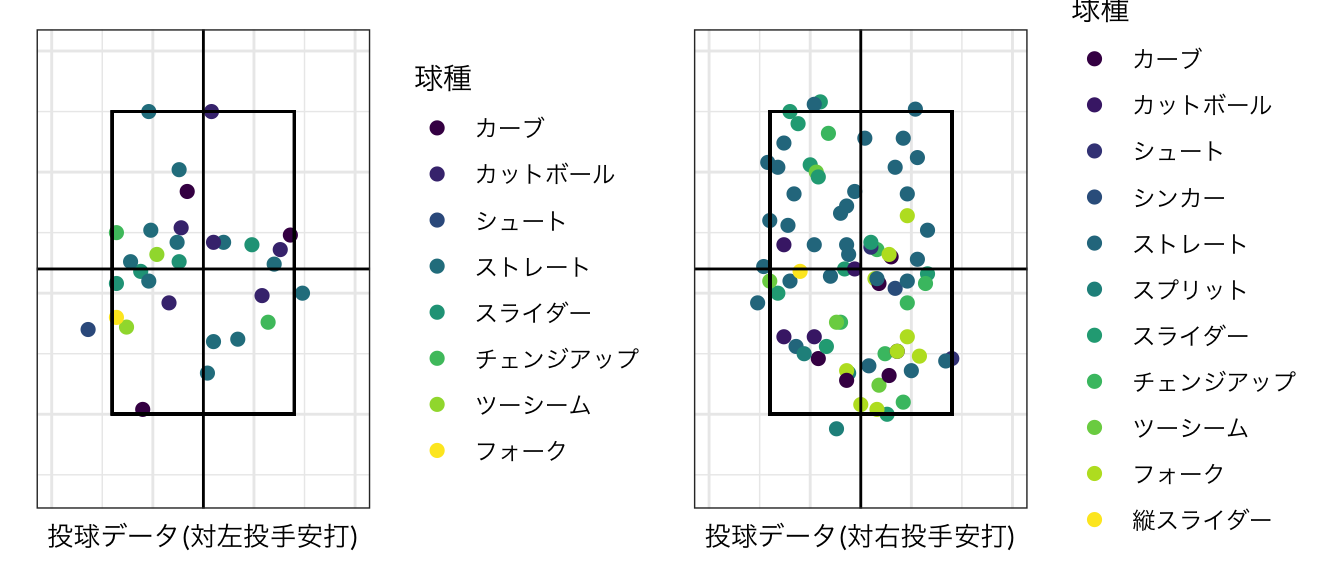 球種
カーブ
カットボール
シュート
ストレート
スライダー
チェンジアップ
ツーシーム
フォーク
投球データ(対左投手安打)
球種
カーブ
カットボール
シュート
シンカー
ストレート
スプリット
スライダー
チェンジアップ
ツーシーム
フォーク
縦スライダー
投球データ(対右投手安打)